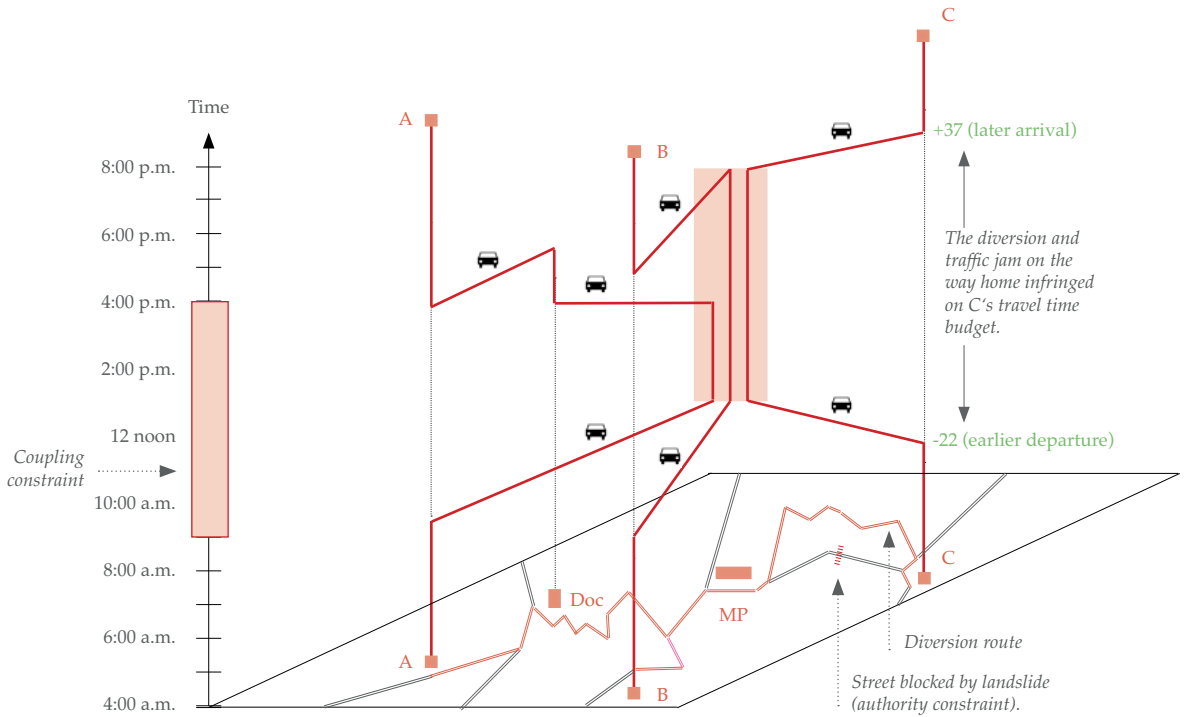 C
Time
A
B
+37 (later arrival)
8:00 p.m.
6:00 p.m.
4:00 p.m.
2:00 p.m.
12 noon
10:00 a.m.
8:00 a.m.
6:00 a.m.
4:00 a.m.
Coupling
constraint
The diversion and
traffic jam on the
way home infringed
on C‘s travel time
budget.
-22 (earlier departure)
C
Doc
MP
A
B
Diversion route
Street blocked by landslide
(authority constraint).